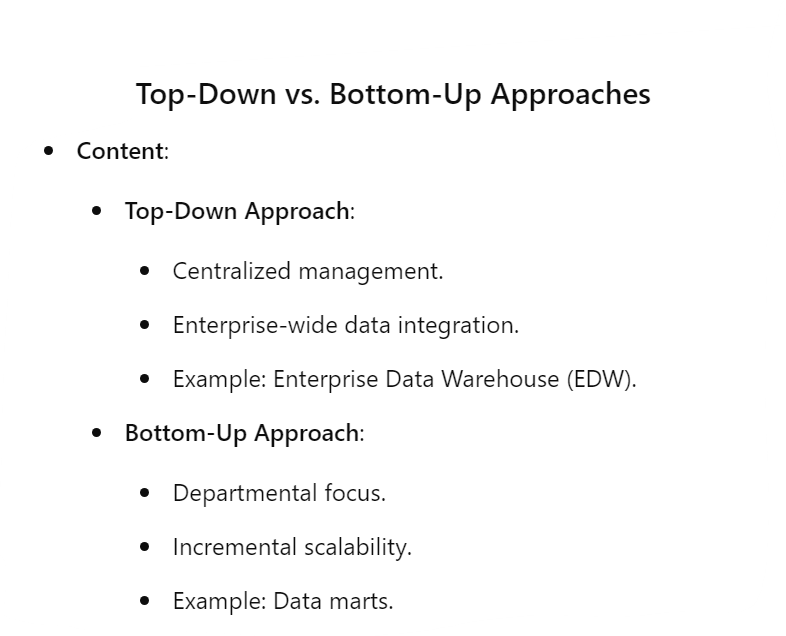 Top-Down vs. Bottom-Up Approaches
• Content:
• Top-Down Approach:
• Centralized management.
• Enterprise-wide data integration.
• Example: Enterprise Data Warehouse (EDW).
• Bottom-Up Approach:
• Departmental focus.
• Incremental scalability.
• Example: Data marts.